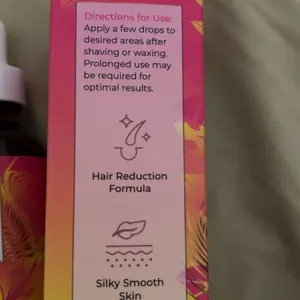 Directions for Use:
Apply a few drops to
desired areas after
shaving or waxing.
Prolonged use may
be required for
optimal results.
Hair Reduction
Formula
Silky Smooth
Skin